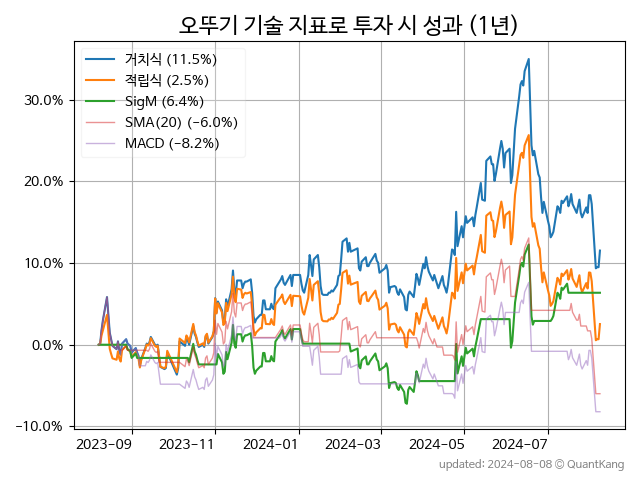 오뚜기 기술 지표로 투자 시 성과 (1년)
거치식 (11.5%)
적립식 (2.5%)
SigM (6.4%)
SMA(20) (−6.0%)
MACD (−8.2%)
30.0%
20.0%
10.0%
0.0%
−10.0%
2023-09 2023-11 2024-01 2024-03 2024-05 2024-07
updated: 2024-08-08 © QuantKang